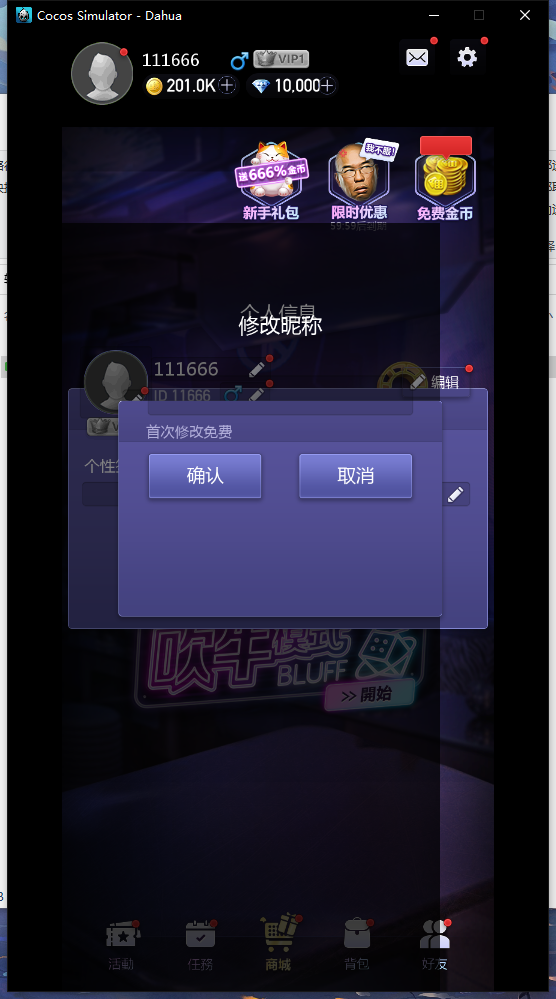 Cocos Simulator - Dahua
111666
VIP1
201.0K
10,000
送666%金币
新手礼包
我不服!
限时优惠
59:59后到期
免费金币
个人信息
修改昵称
111666
ID 11666
编辑
首次修改免费
确认
取消
吹牛模式
BLUFF
>> 開始
活動
任務
商城
背包
好友